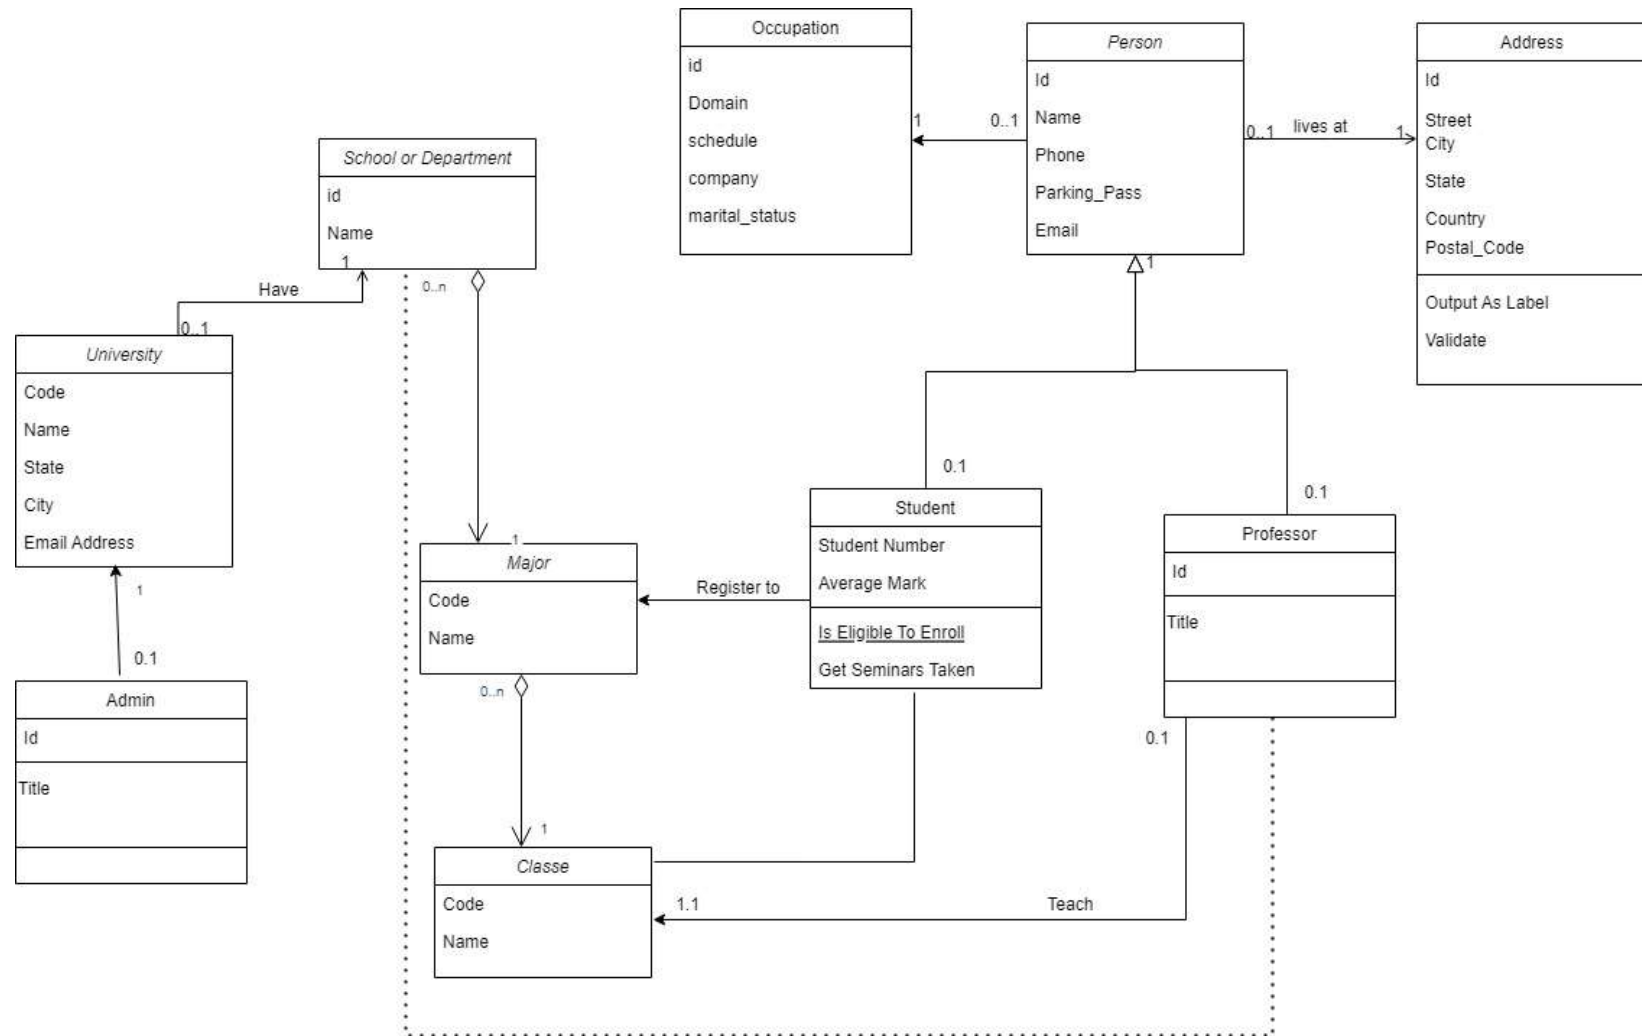 Occupation
id
Domain
schedule
company
marital_status
1
0..1
Person
Id
Name
Phone
Parking_Pass
Email
1
0..1
lives at
1
Address
Id
Street
City
State
Country
Postal_Code
Output As Label
Validate
School or Department
id
Name
1
0..n
Have
0..1
University
Code
Name
State
City
Email Address
1
0.1
Admin
Id
Title
1
Major
Code
Name
0..n
Register to
0.1
Student
Student Number
Average Mark
Is Eligible To Enroll
Get Seminars Taken
0.1
Professor
Id
Title
0.1
1
Classe
Code
Name
1.1
Teach